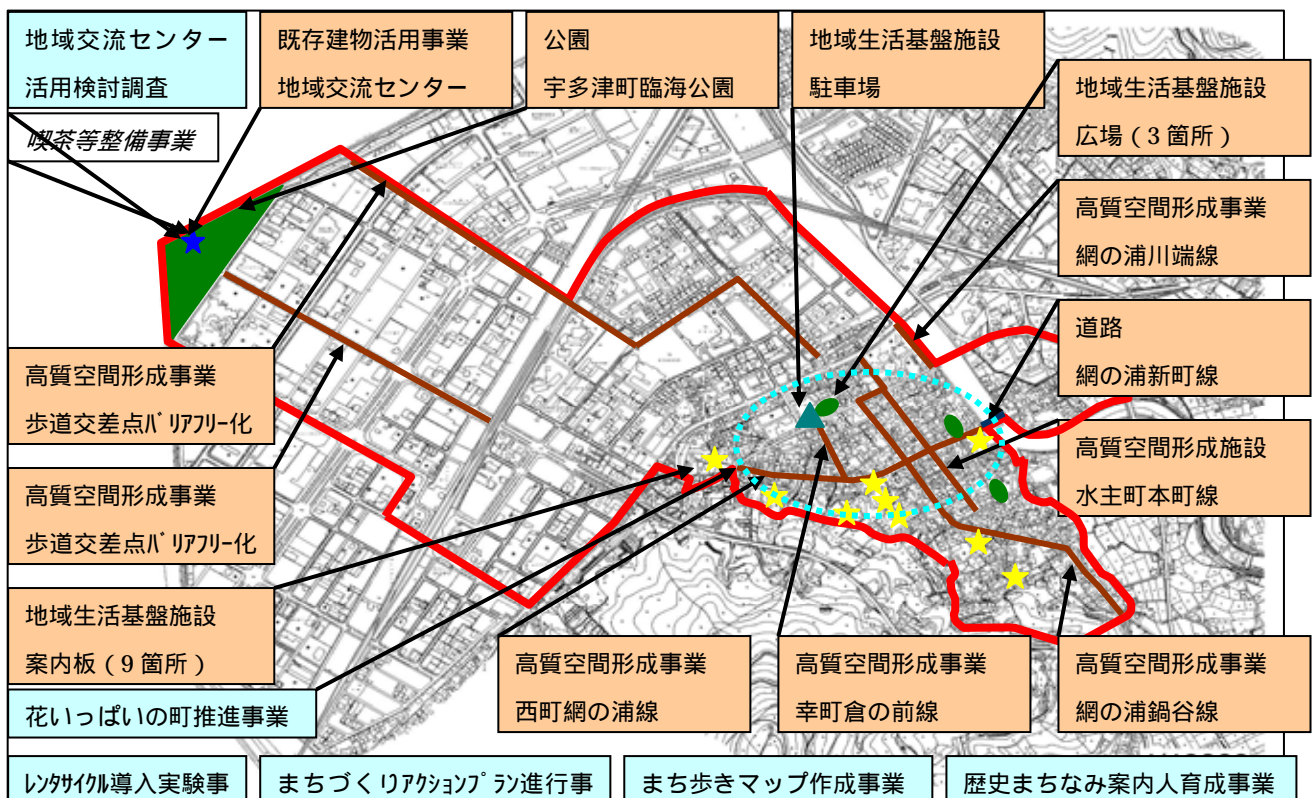 地域交流センター
活用検討調査
既存建物活用事業
地域交流センター
公園
宇多津町臨海公園
地域生活基盤施設
駐車場
地域生活基盤施設
広場(3箇所)
喫茶等整備事業
高質空間形成事業
網の浦川端線
道路
網の浦新町線
高質空間形成事業
歩道交差点バリアフリー化
高質空間形成施設
水主町本町線
高質空間形成事業
歩道交差点バリアフリー化
地域生活基盤施設
案内板(9箇所)
高質空間形成事業
西町網の浦線
高質空間形成事業
幸町倉の前線
高質空間形成事業
網の浦鍋谷線
花いっぱいの町推進事業
レンタサイクル導入実験事
まちづくりアクションプラン進行事
まち歩きマップ作成事業
歴史まちなみ案内人育成事業